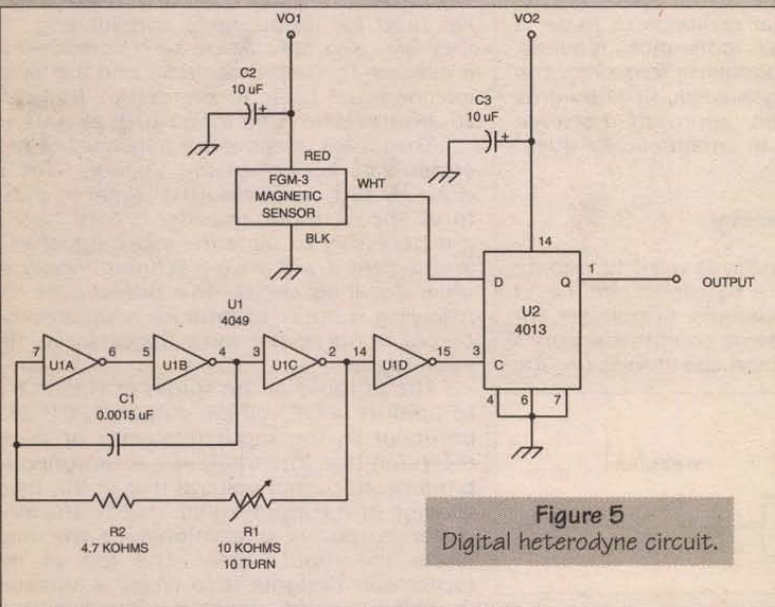 VO1
VO2
C2
10 uF
+
C3
10 uF
+
RED
FGM-3
MAGNETIC
SENSOR
WHT
BLK
14
D
Q
1
OUTPUT
U2
4013
C
3
4
6
7
U1
4049
7
U1A
6
5
U1B
4
3
U1C
2
14
U1D
15
C1
0.0015 uF
R2
4.7 KOHMS
R1
10 KOHMS
10 TURN
Figure 5
Digital heterodyne circuit.